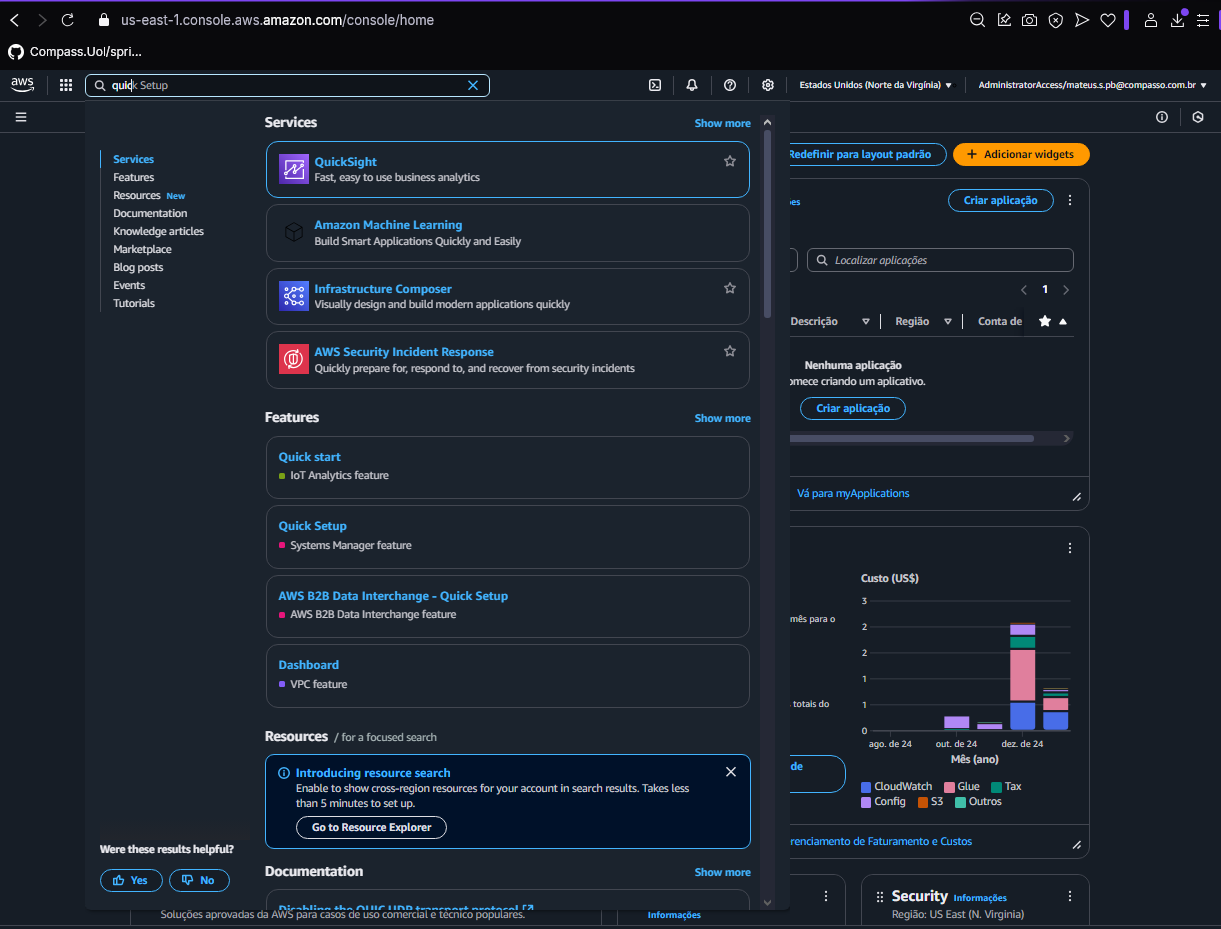 us-east-1.console.aws.amazon.com/console/home
Compass.Uol/spri...
aws
quick Setup
Estados Unidos (Norte da Virgínia)
AdministratorAccess/mateus.s.pb@compasso.com.br
Services
Features
Resources New
Documentation
Knowledge articles
Marketplace
Blog posts
Events
Tutorials
Were these results helpful?
Yes
No
Services
Show more
QuickSight
Fast, easy to use business analytics
Amazon Machine Learning
Build Smart Applications Quickly and Easily
Infrastructure Composer
Visually design and build modern applications quickly
AWS Security Incident Response
Quickly prepare for, respond to, and recover from security incidents
Features
Show more
Quick start
IoT Analytics feature
Quick Setup
Systems Manager feature
AWS B2B Data Interchange - Quick Setup
AWS B2B Data Interchange feature
Dashboard
VPC feature
Resources / for a focused search
Introducing resource search
Enable to show cross-region resources for your account in search results. Takes less
than 5 minutes to set up.
Go to Resource Explorer
Documentation
Show more
Disabling the QUIC UDP transport protocol
Soluções aprovadas da AWS para casos de uso comercial e técnico populares.
Redefinir para layout padrão
+ Adicionar widgets
ões
Criar aplicação
Localizar aplicações
1
Descrição
Região
Conta de
Nenhuma aplicação
omece criando um aplicativo.
Criar aplicação
Vá para myApplications
mês para o
totais do
de
Custo (US$)
3
2
2
1
1
0
ago. de 24
out. de 24
dez. de 24
Mês (ano)
CloudWatch
Glue
Tax
Config
S3
Outros
renciamento de Faturamento e Custos
Informações
Security Informações
Região: US East (N. Virginia)